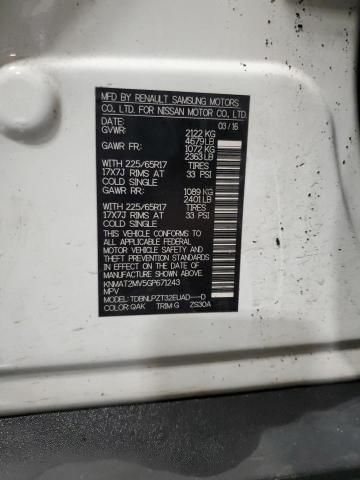 MFD BY RENAULT SAMSUNG MOTORS
CO. LTD. FOR NISSAN MOTOR CO. LTD.
DATE: 03/16
GVWR: 2122 KG
4679 LB
GAWR FR: 1072 KG
2363 LB
WITH 225/65R17 TIRES
17X7J RIMS AT 33 PSI
COLD SINGLE
GAWR RR: 1089 KG
2401 LB
WITH 225/65R17 TIRES
17X7J RIMS AT 33 PSI
COLD SINGLE
THIS VEHICLE CONFORMS TO ALL
APPLICABLE FEDERAL MOTOR VEHICLE
SAFETY STANDARDS IN EFFECT
ON THE DATE OF
MANUFACTURE SHOWN ABOVE.
KNMAT2MV5GP671243
MPV
MODEL: TDBNLPZT32EUAD----D
COLOR: QAK TRIM: G ZS30A